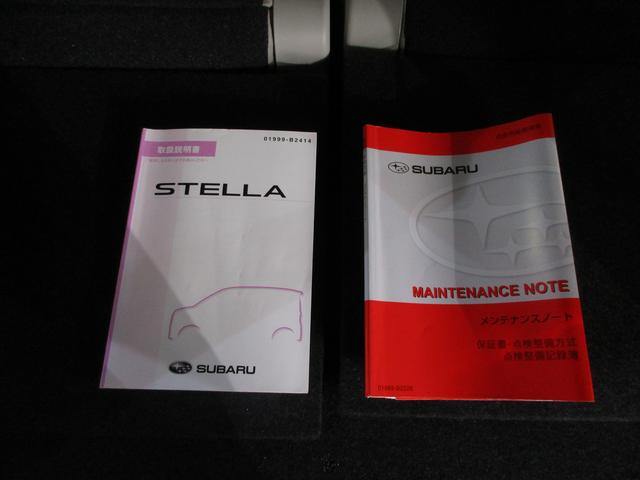 取扱説明書
01999-B2414
STELLA
SUBARU
SUBARU
MAINTENANCE NOTE
メンテナンスノート
保証書・点検整備方式
点検整備記録簿